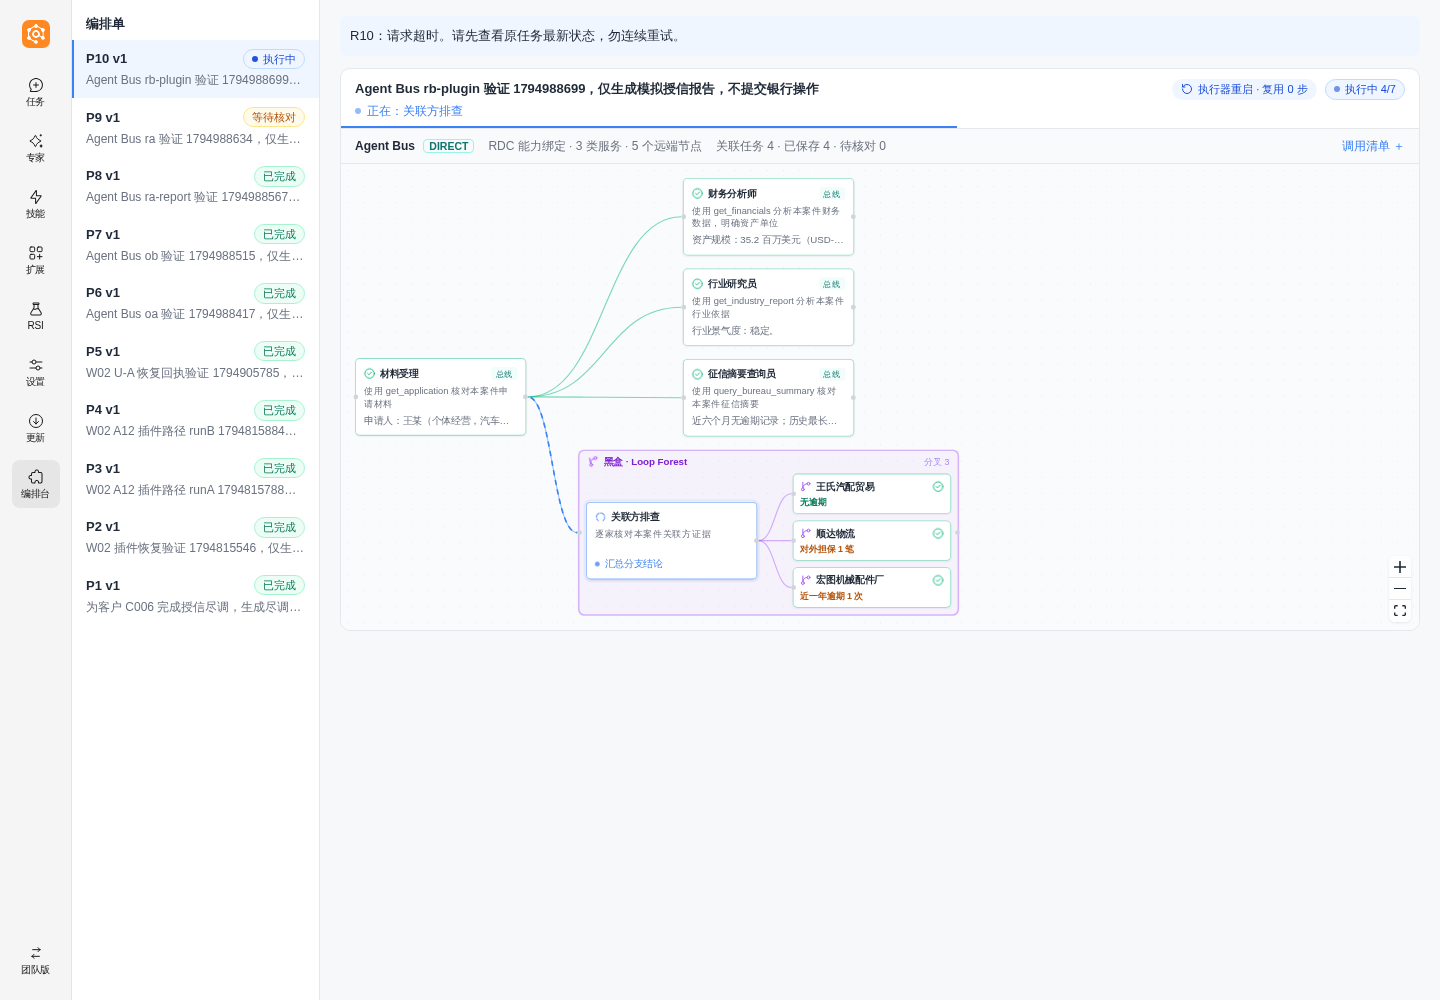 任务
专家
技能
扩展
RSI
设置
更新
编排台
团队版
编排单
P10 v1
执行中
Agent Bus rb-plugin 验证 1794988699…
P9 v1
等待核对
Agent Bus ra 验证 1794988634，仅生…
P8 v1
已完成
Agent Bus ra-report 验证 1794988567…
P7 v1
已完成
Agent Bus ob 验证 1794988515，仅生…
P6 v1
已完成
Agent Bus oa 验证 1794988417，仅生…
P5 v1
已完成
W02 U-A 恢复回执验证 1794905785，…
P4 v1
已完成
W02 A12 插件路径 runB 1794815884…
P3 v1
已完成
W02 A12 插件路径 runA 1794815788…
P2 v1
已完成
W02 插件恢复验证 1794815546，仅生…
P1 v1
已完成
为客户 C006 完成授信尽调，生成尽调…
R10：请求超时。请先查看原任务最新状态，勿连续重试。
Agent Bus rb-plugin 验证 1794988699，仅生成模拟授信报告，不提交银行操作
执行器重启 · 复用 0 步
执行中 4/7
正在：关联方排查
Agent Bus DIRECT RDC 能力绑定 · 3 类服务 · 5 个远端节点 关联任务 4 · 已保存 4 · 待核对 0
调用清单 +
财务分析师 总线
使用 get_financials 分析本案件财务
数据，明确资产单位
资产规模：35.2 百万美元（USD-…
行业研究员 总线
使用 get_industry_report 分析本案件
行业依据
行业景气度：稳定。
材料受理 总线
使用 get_application 核对本案件申
请材料
申请人：王某（个体经营，汽车…
征信摘要查询员 总线
使用 query_bureau_summary 核对
本案件征信摘要
近六个月无逾期记录；历史最长…
黑盒 · Loop Forest
分叉 3
关联方排查
逐家核对本案件关联方证据
汇总分支结论
王氏汽配贸易
无逾期
顺达物流
对外担保 1 笔
宏图机械配件厂
近一年逾期 1 次